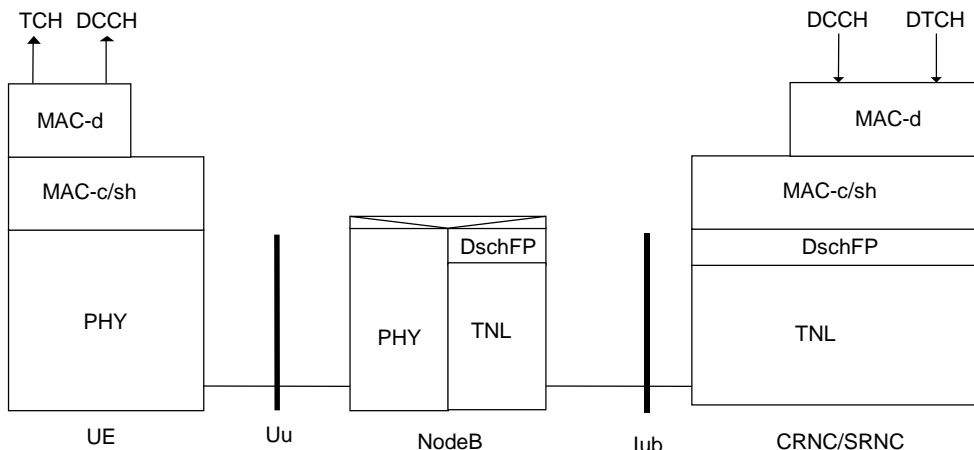 TCH DCCH
DCCH DTCH
MAC-d
MAC-d
MAC-c/sh
MAC-c/sh
DschFP
DschFP
PHY
PHY
TNL
TNL
UE
Uu
NodeB
Iub
CRNC/SRNC